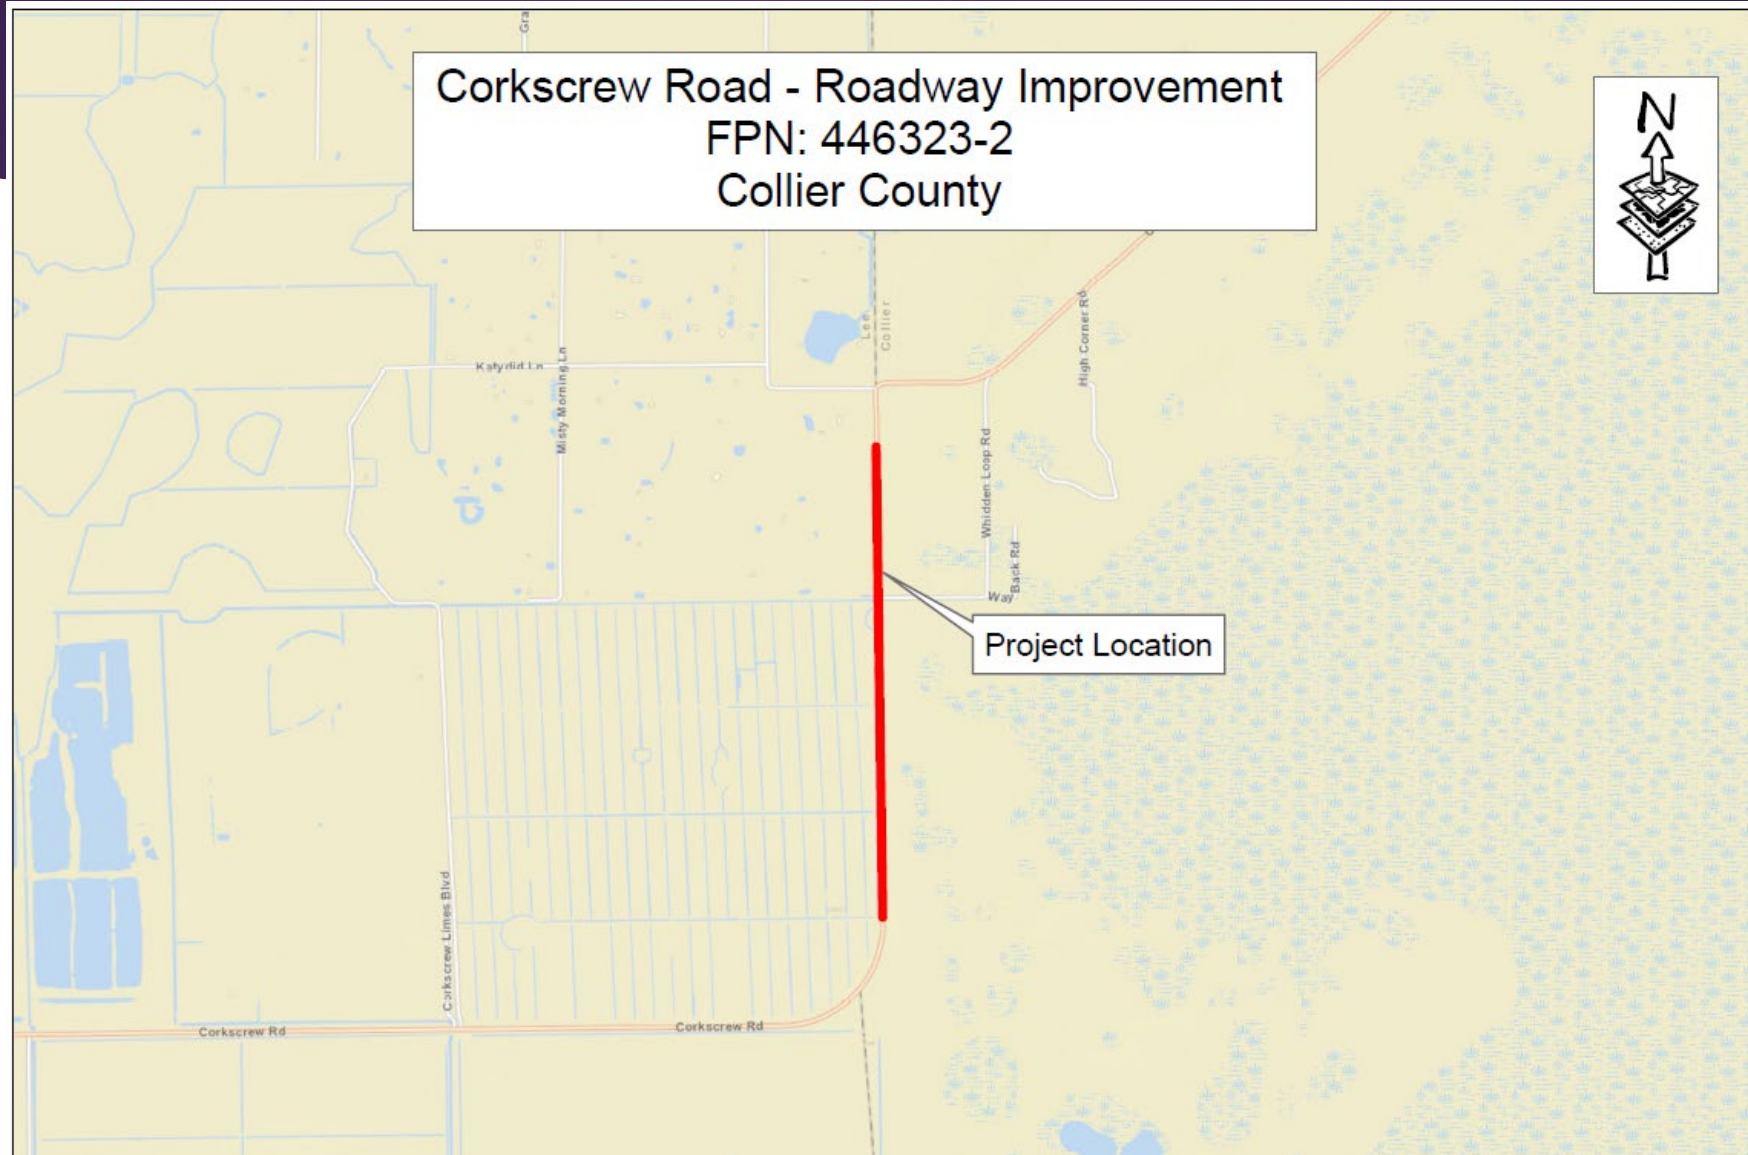 Gra
Corkscrew Road - Roadway Improvement
FPN: 446323-2
Collier County
N
Lee
Collier
High Corner Rd
Katydid Ln
Misty Morning Ln
Whidden Loop Rd
Back Rd
Way
Project Location
Corkscrew Limes Blvd
Corkscrew Rd
Corkscrew Rd